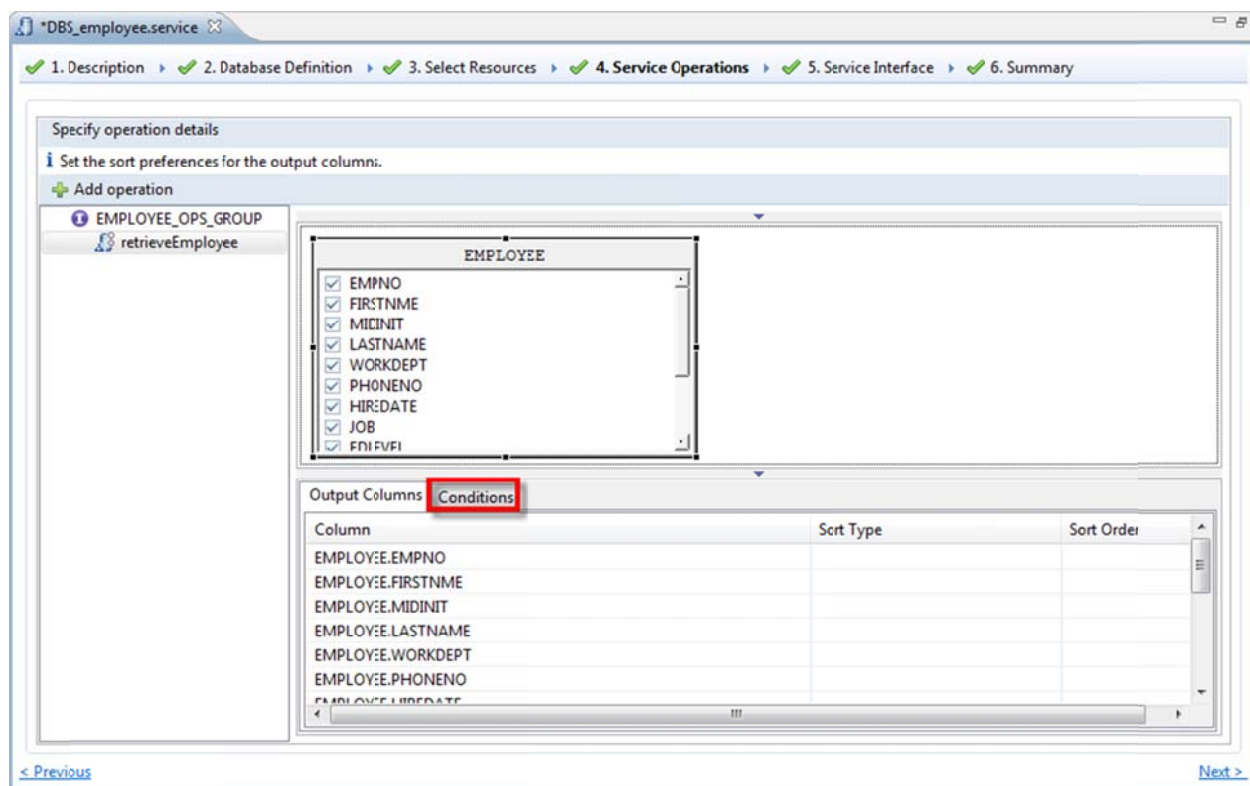 *DBS_employee.service
1. Description 2. Database Definition 3. Select Resources 4. Service Operations 5. Service Interface 6. Summary
Specify operation details
i Set the sort preferences for the output columns.
Add operation
EMPLOYEE_OPS_GROUP
retrieveEmployee
EMPLOYEE
EMPNO
FIRSTNME
MIDINIT
LASTNAME
WORKDEPT
PHONENO
HIREDATE
JOB
EDLEVEL
Output Columns Conditions
Column Sort Type Sort Order
EMPLOYEE.EMPNO
EMPLOYEE.FIRSTNME
EMPLOYEE.MIDINIT
EMPLOYEE.LASTNAME
EMPLOYEE.WORKDEPT
EMPLOYEE.PHONENO
EMPLOYEE.HIREDATE
< Previous Next >